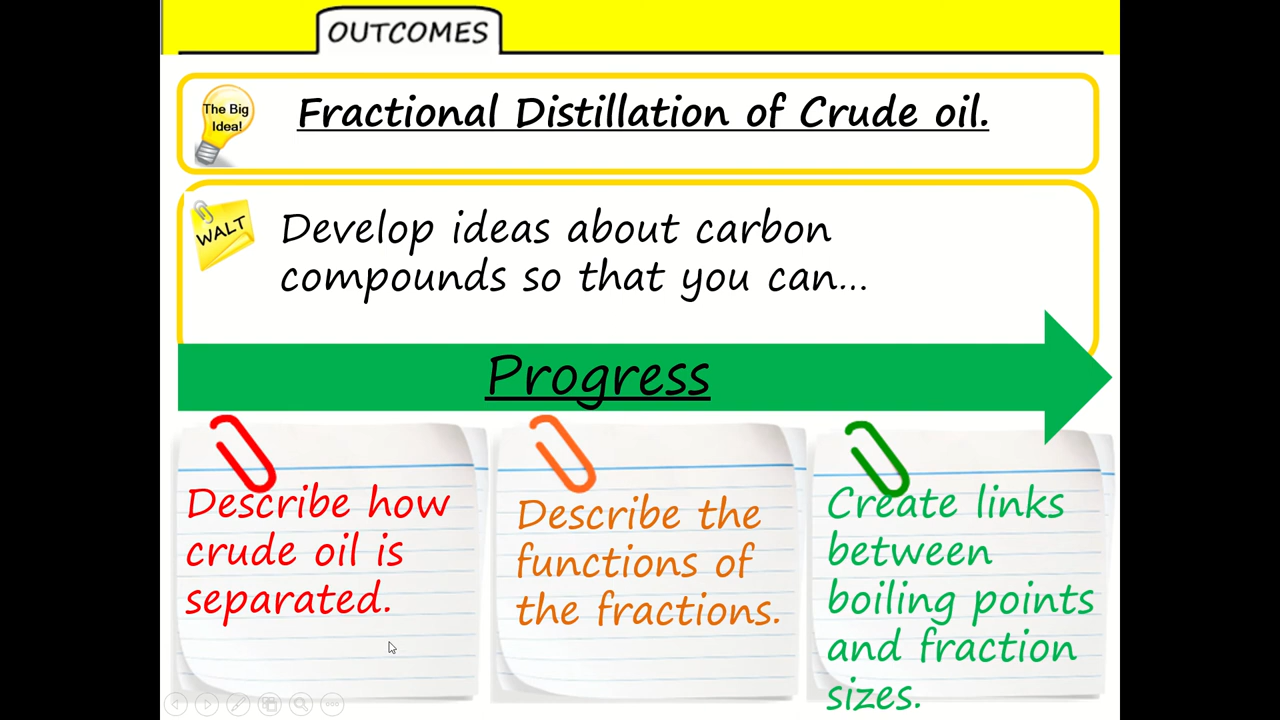 OUTCOMES
The Big
Idea!
Fractional Distillation of Crude oil.
WALT
Develop ideas about carbon
compounds so that you can...
Progress
Describe how
crude oil is
separated.
Describe the
functions of
the fractions.
Create links
between
boiling points
and fraction
sizes.